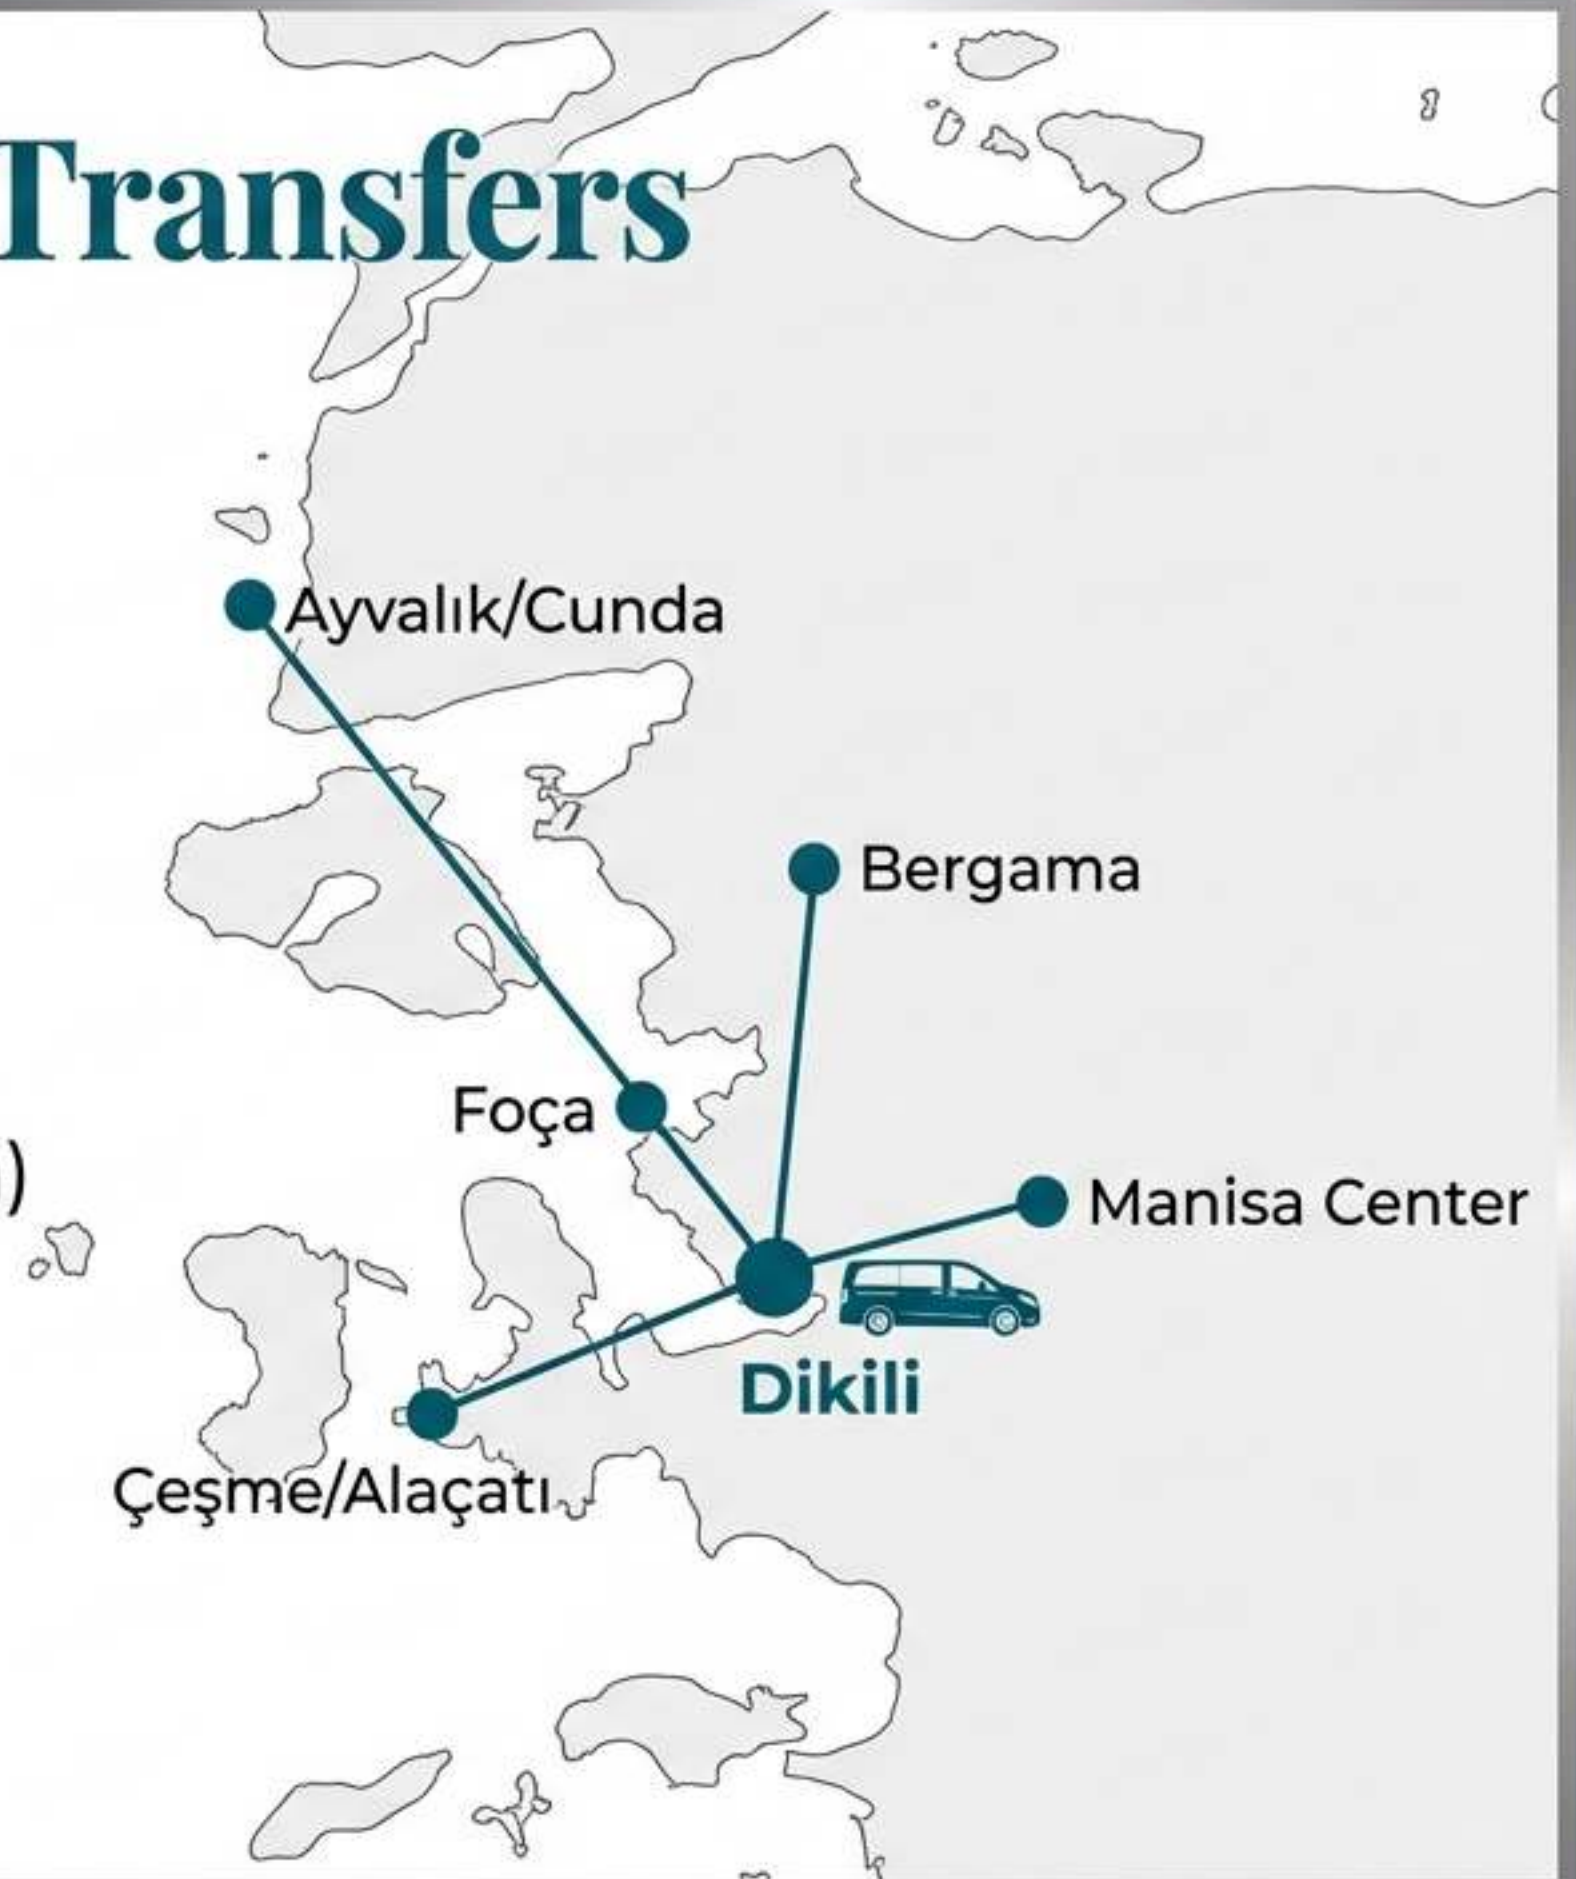 Transfers
Ayvalık/Cunda
Bergama
Foça
)
Manisa Center
Dikili
Çeşme/Alaçatı